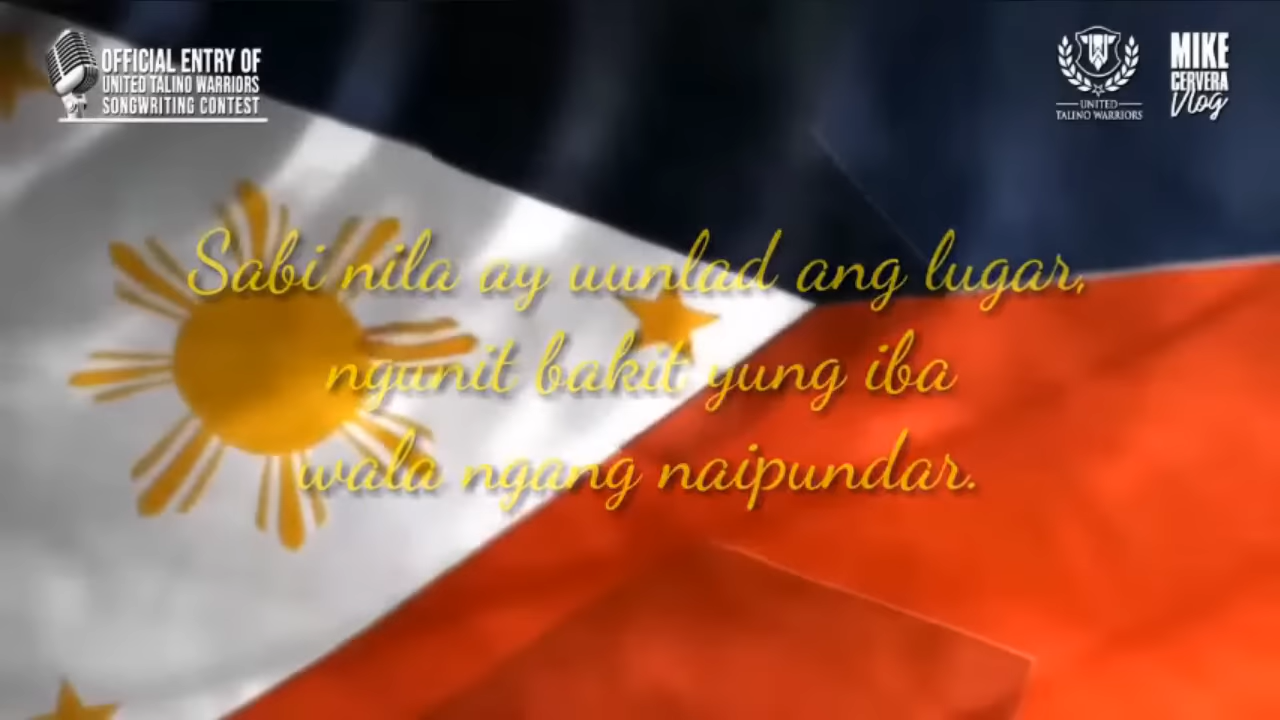 OFFICIAL ENTRY OF
UNITED TALINO WARRIORS
SONGWRITING CONTEST
UNITED
TALINO WARRIORS
MIKE
CERVERA
Vlog
Sabi nila ay uunlad ang lugar,
ngunit bakit yung iba
wala ngang naipundar.